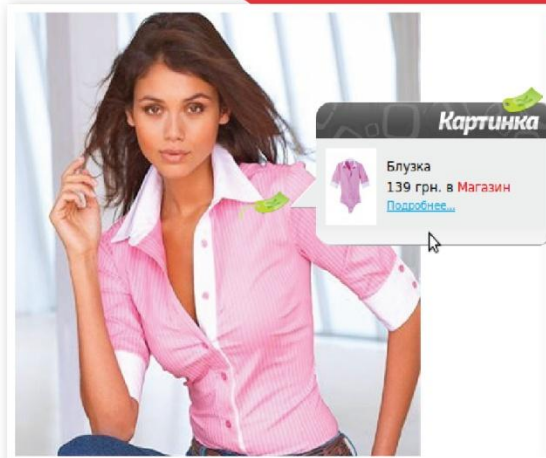 Картинка
Блузка
139 грн. в Магазин
Подробнее...